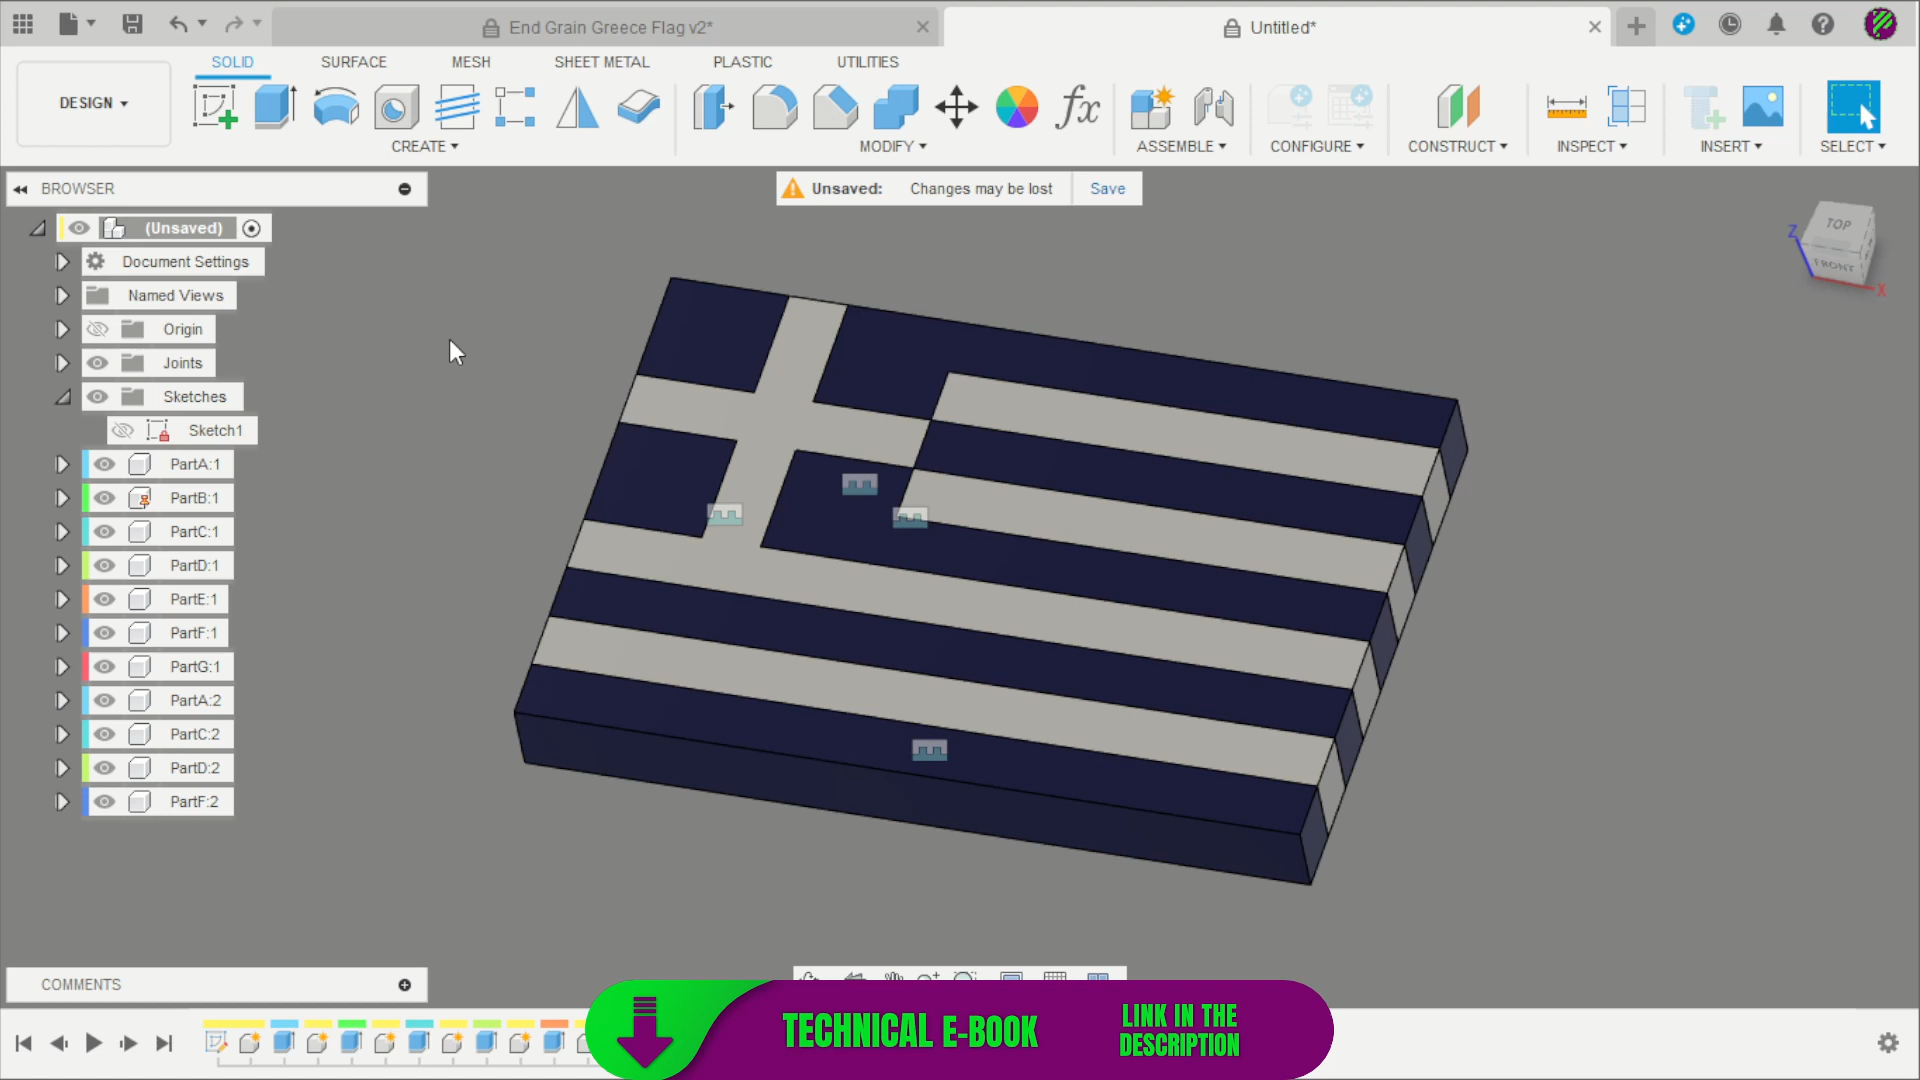 End Grain Greece Flag v2*
Untitled*
DESIGN
SOLID
SURFACE
MESH
SHEET METAL
PLASTIC
UTILITIES
fx
CREATE
MODIFY
ASSEMBLE
CONFIGURE
CONSTRUCT
INSPECT
INSERT
SELECT
BROWSER
Unsaved: Changes may be lost Save
(Unsaved)
Document Settings
Named Views
Origin
Joints
Sketches
Sketch1
PartA:1
PartB:1
PartC:1
PartD:1
PartE:1
PartF:1
PartG:1
PartA:2
PartC:2
PartD:2
PartF:2
TOP
Z
FRONT
X
COMMENTS
TECHNICAL E-BOOK
LINK IN THE
DESCRIPTION